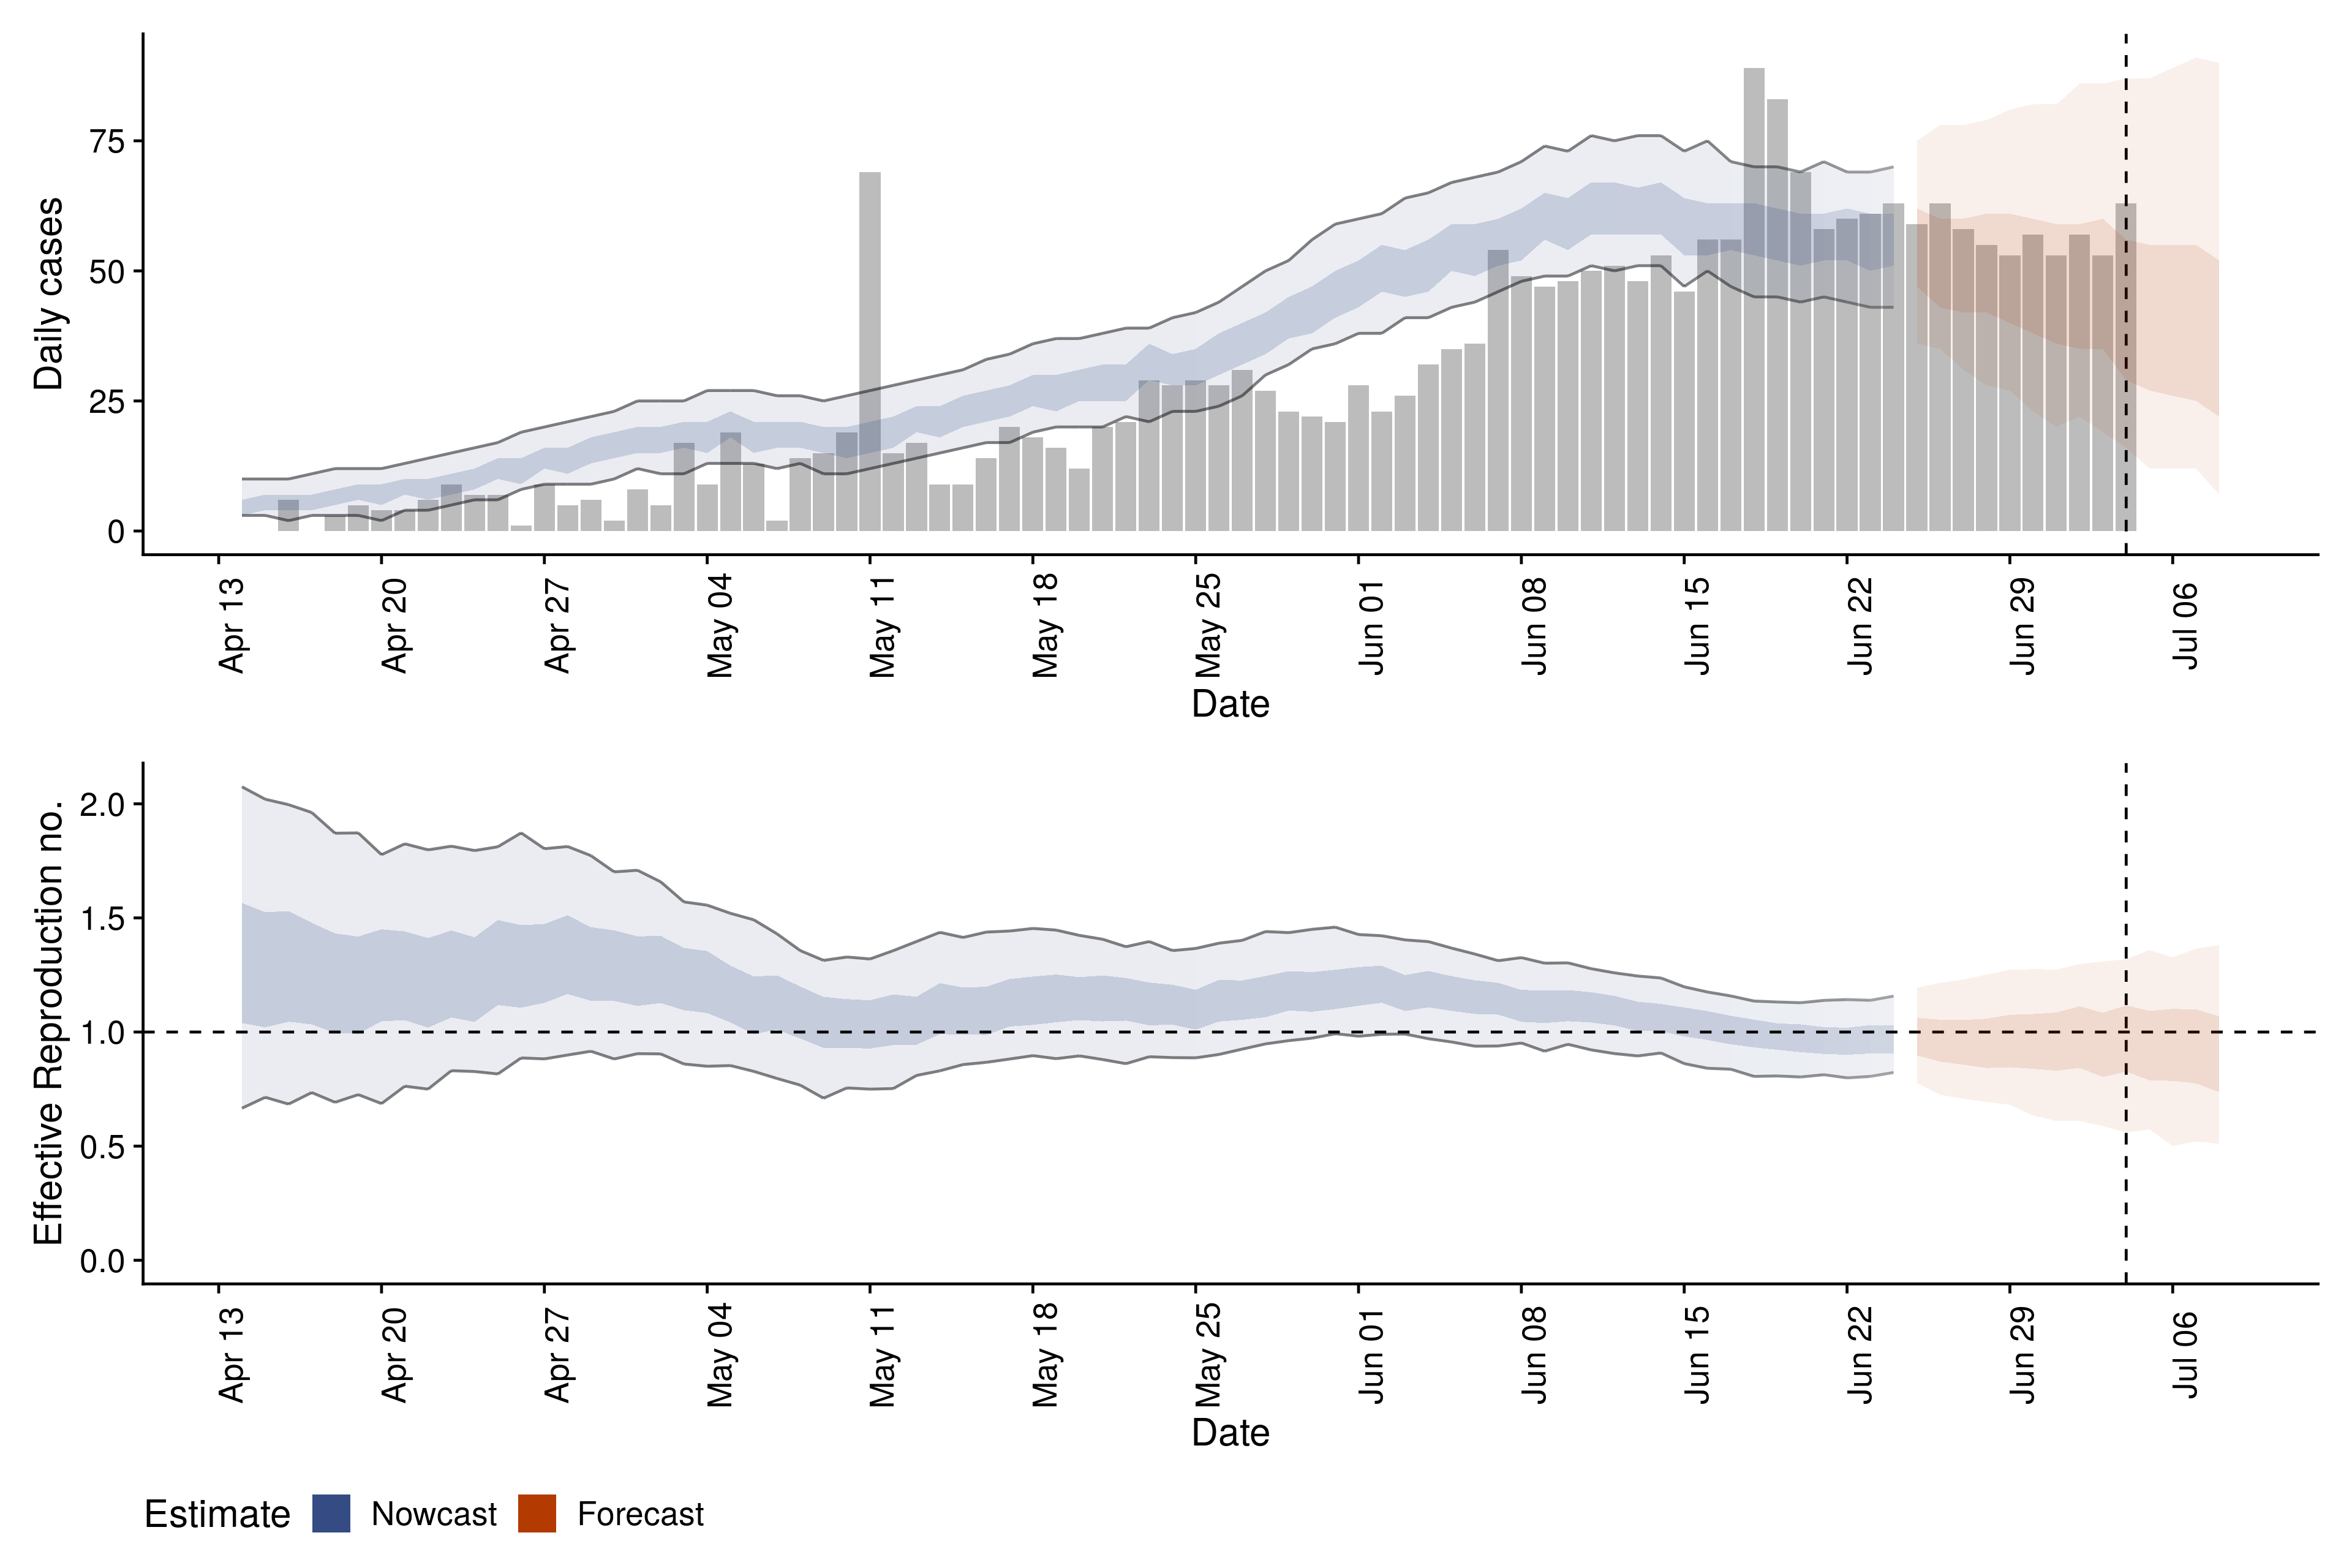 Daily cases
75
50
25
0
Apr 13
Apr 20
Apr 27
May 04
May 11
May 18
May 25
Jun 01
Jun 08
Jun 15
Jun 22
Jun 29
Jul 06
Date
Effective Reproduction no.
2.0
1.5
1.0
0.5
0.0
Apr 13
Apr 20
Apr 27
May 04
May 11
May 18
May 25
Jun 01
Jun 08
Jun 15
Jun 22
Jun 29
Jul 06
Date
Estimate Nowcast Forecast